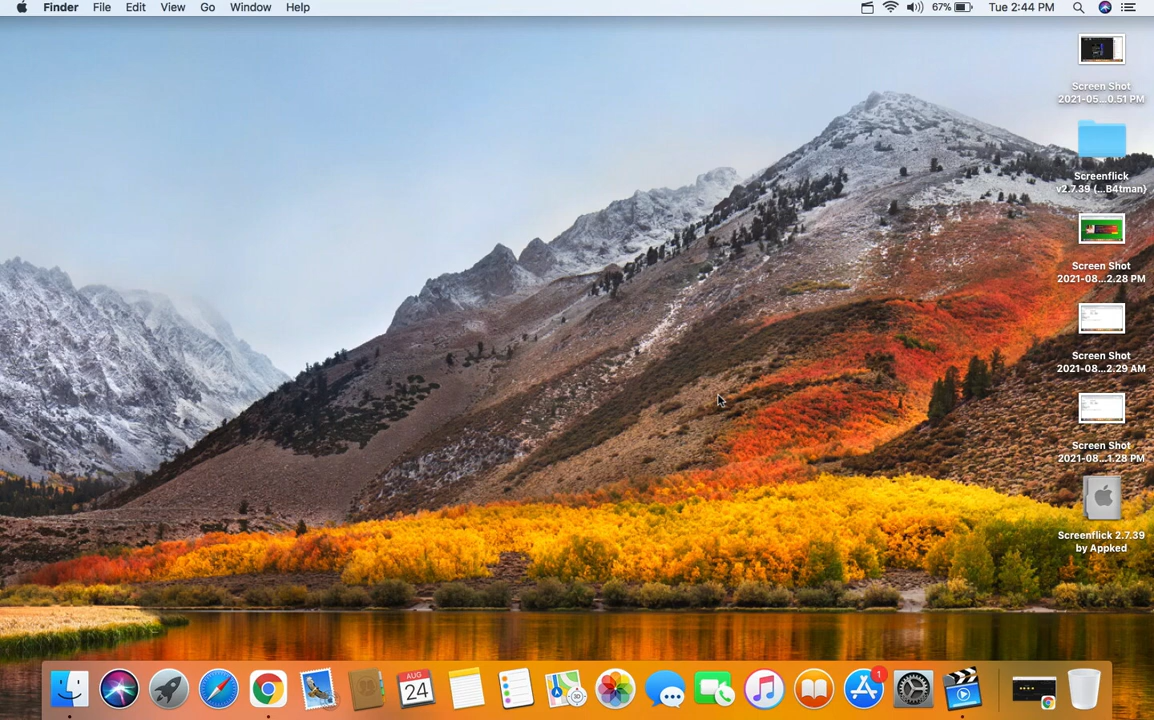 Finder File Edit View Go Window Help 67% Tue 2:44 PM
Screen Shot
2021-05...0.51 PM
Screenflick
v2.7.39 (...B4tman)
Screen Shot
2021-08...2.28 PM
Screen Shot
2021-08...2.29 AM
Screen Shot
2021-08...1.28 PM
Screenflick 2.7.39
by Appked
AUG
24
1